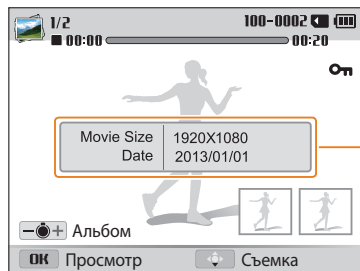 1/2 100-0002
00:00 00:20
Movie Size 1920X1080
Date 2013/01/01
Альбом
OK Просмотр Съемка